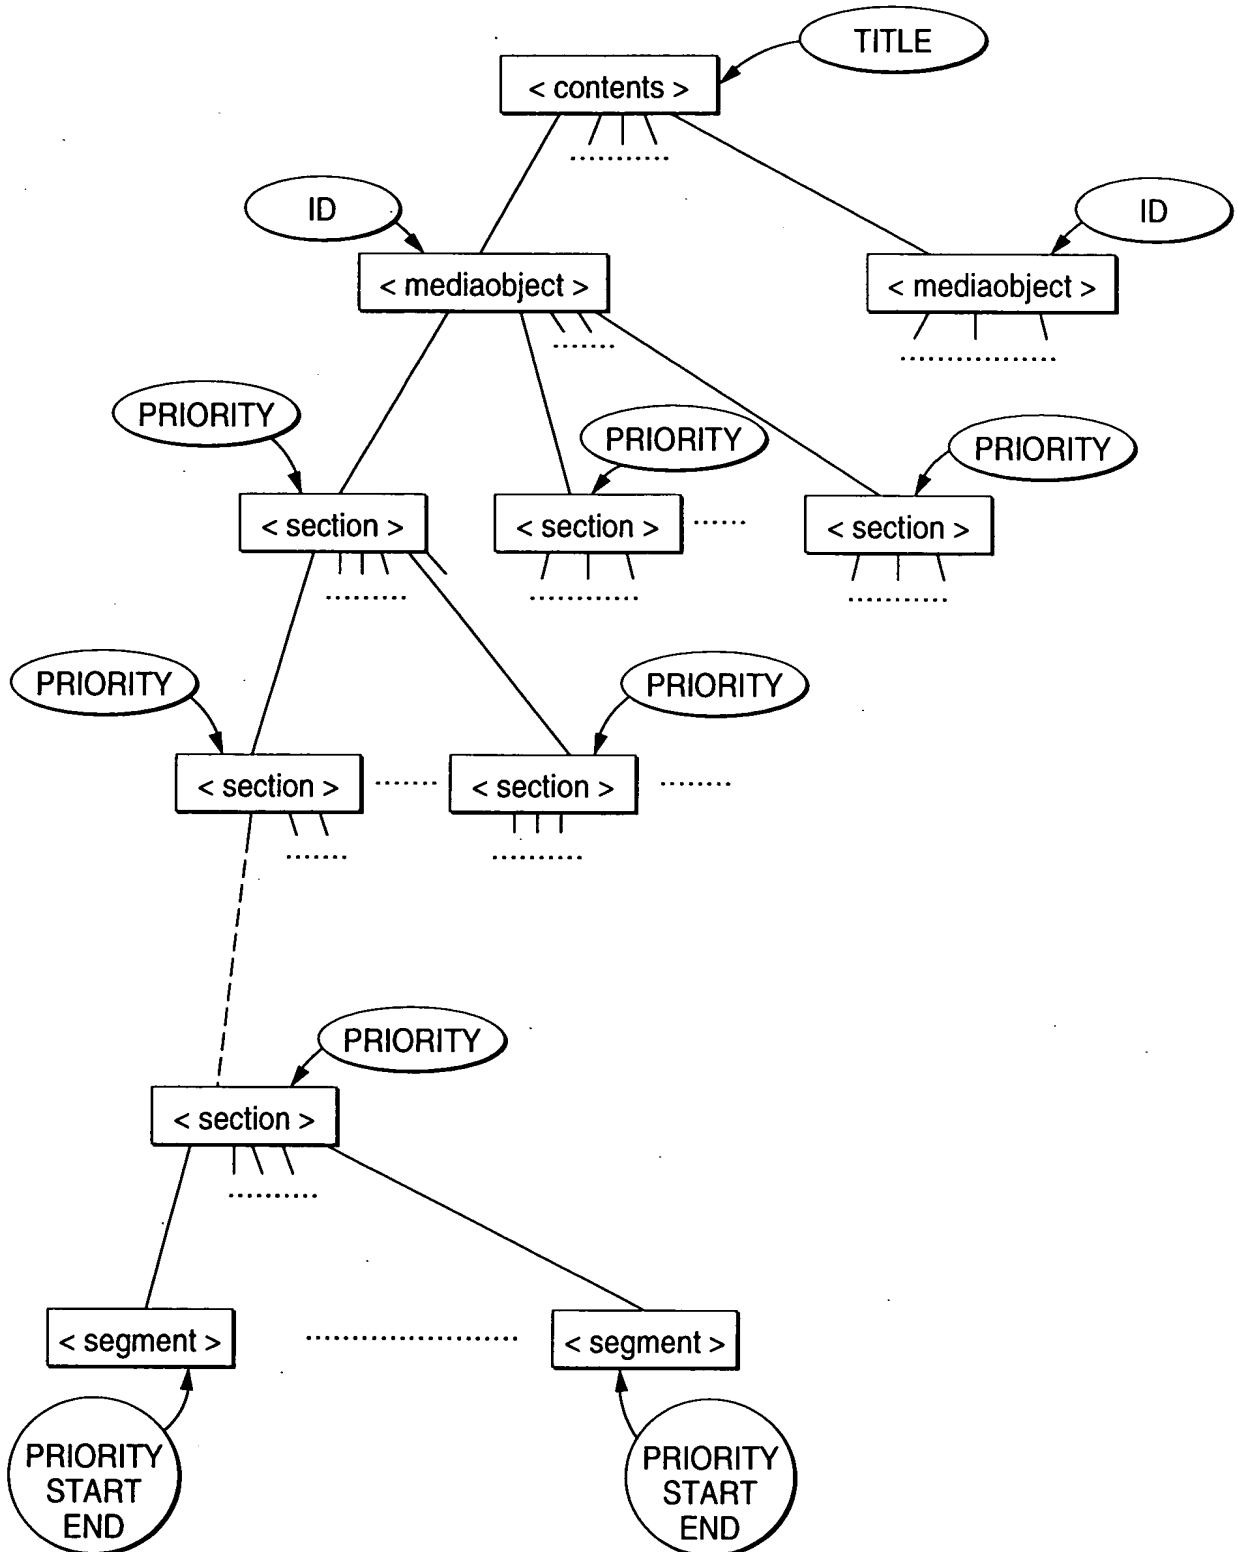 TITLE
< contents >
ID
ID
< mediaobject >
< mediaobject >
PRIORITY
PRIORITY
PRIORITY
< section >
< section >
< section >
PRIORITY
PRIORITY
< section >
< section >
PRIORITY
< section >
< segment >
< segment >
PRIORITY
START
END
PRIORITY
START
END